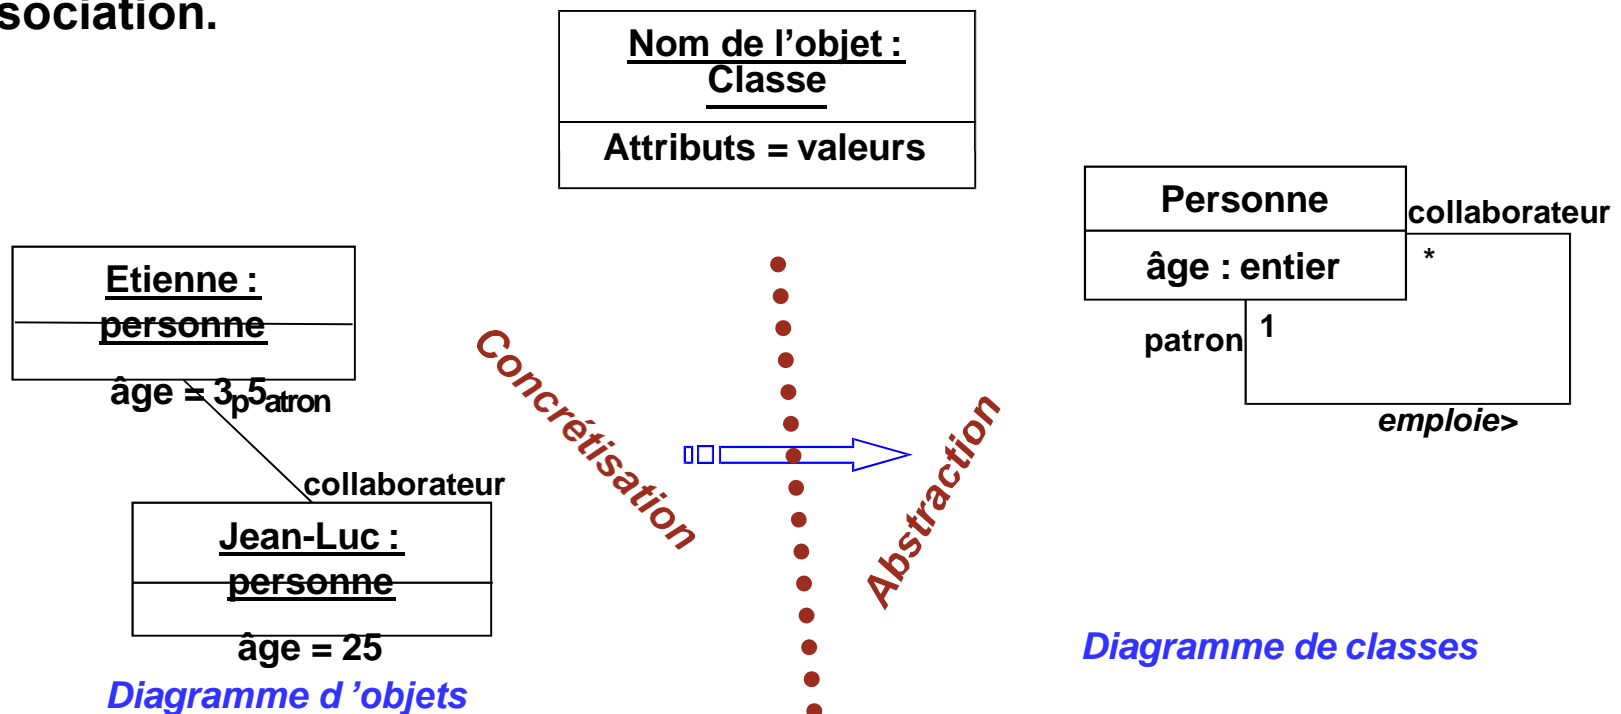 sociation.
Nom de l’objet :
Classe
Attributs = valeurs
Etienne :
personne
âge = 35
patron
collaborateur
Jean-Luc :
personne
âge = 25
Diagramme d ’objets
Concrétisation
Abstraction
Personne
âge : entier
collaborateur
*
patron
1
emploie>
Diagramme de classes